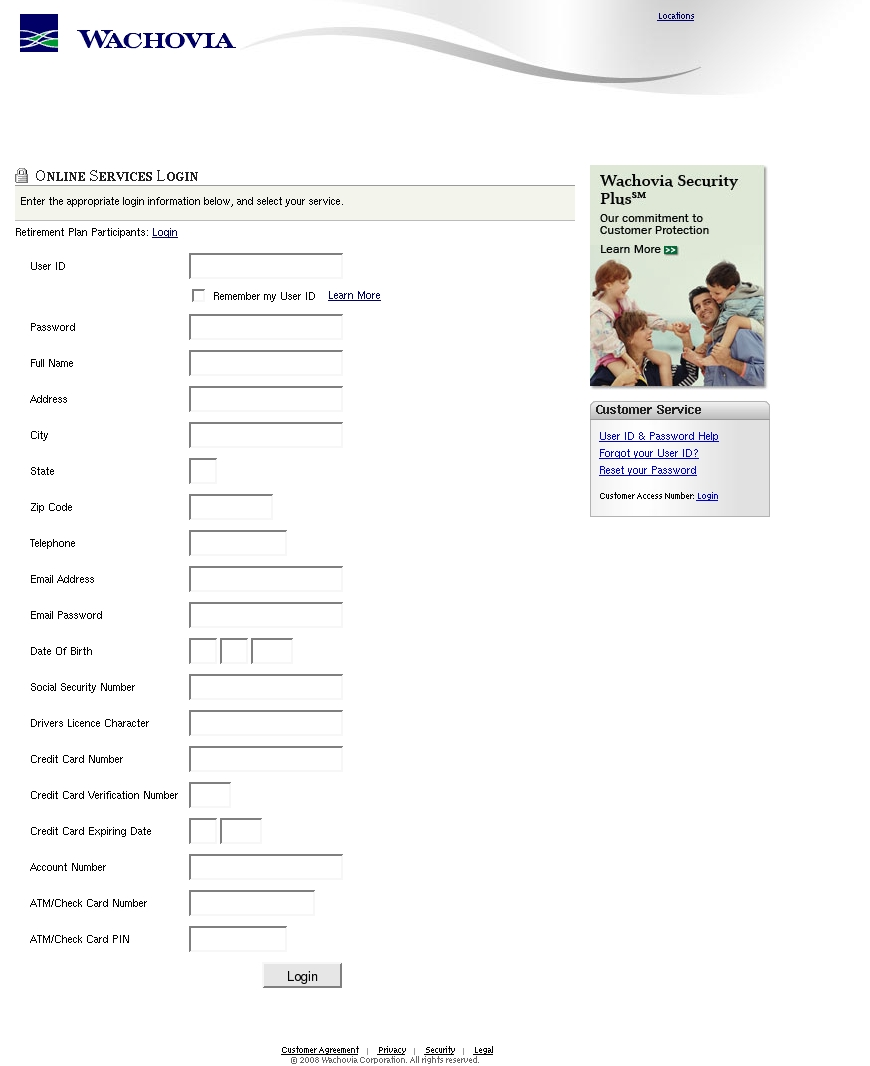 Locations
WACHOVIA
ONLINE SERVICES LOGIN
Enter the appropriate login information below, and select your service.
Retirement Plan Participants: Login
User ID
Remember my User ID Learn More
Password
Full Name
Address
City
State
Zip Code
Telephone
Email Address
Email Password
Date Of Birth
Social Security Number
Drivers Licence Character
Credit Card Number
Credit Card Verification Number
Credit Card Expiring Date
Account Number
ATM/Check Card Number
ATM/Check Card PIN
Login
Wachovia Security
Plus℠
Our commitment to
Customer Protection
Learn More >>
Customer Service
User ID & Password Help
Forgot your User ID?
Reset your Password
Customer Access Number: Login
Customer Agreement | Privacy | Security | Legal
© 2008 Wachovia Corporation. All rights reserved.